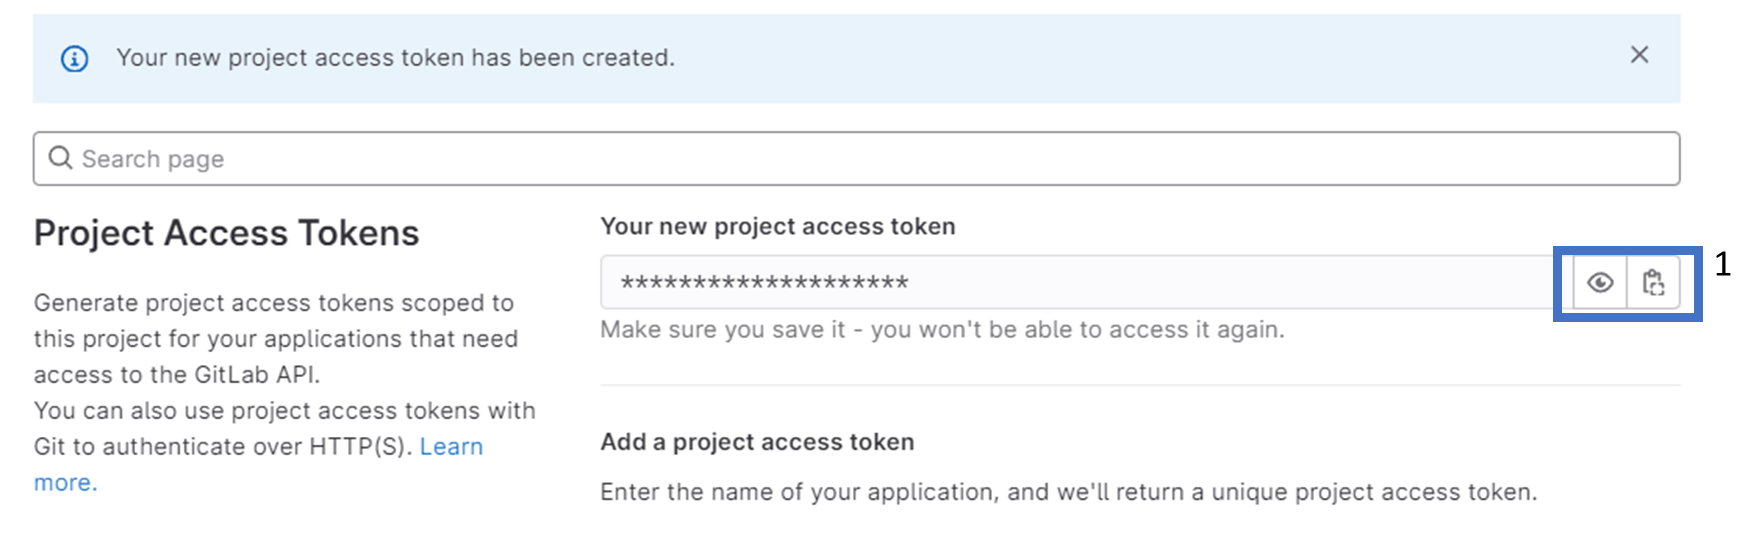 Your new project access token has been created.
Search page
Project Access Tokens
Generate project access tokens scoped to
this project for your applications that need
access to the GitLab API.
You can also use project access tokens with
Git to authenticate over HTTP(S). Learn
more.
Your new project access token
********************
1
Make sure you save it - you won't be able to access it again.
Add a project access token
Enter the name of your application, and we'll return a unique project access token.